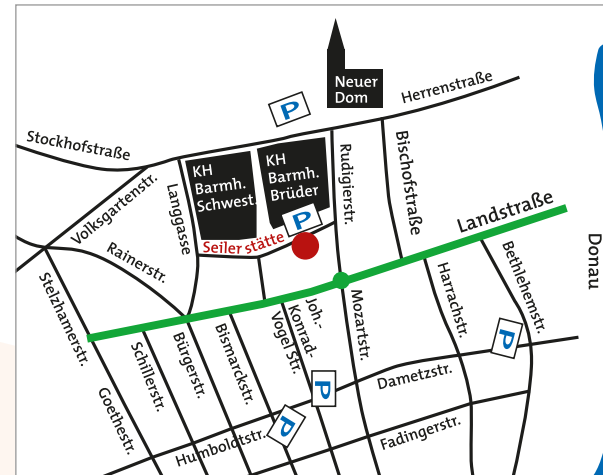 Neuer
Dom
Herrenstraße
P
Stockhofstraße
KH
Barmh.
Schwest.
KH
Barmh.
Brüder
Rudigierstr.
Bischofstraße
Volksgartenstr.
Langgasse
P
Landstraße
Seilerstätte
Rainerstr.
Donau
Stelzhamerstr.
Bethlehemstr.
Harrachstr.
Mozartstr.
Joh.-
Konrad-
Vogel Str.
Bismarckstr.
Bürgerstr.
Schillerstr.
P
Dametzstr.
P
Goethestr.
P
Humboldtstr.
Fadingerstr.